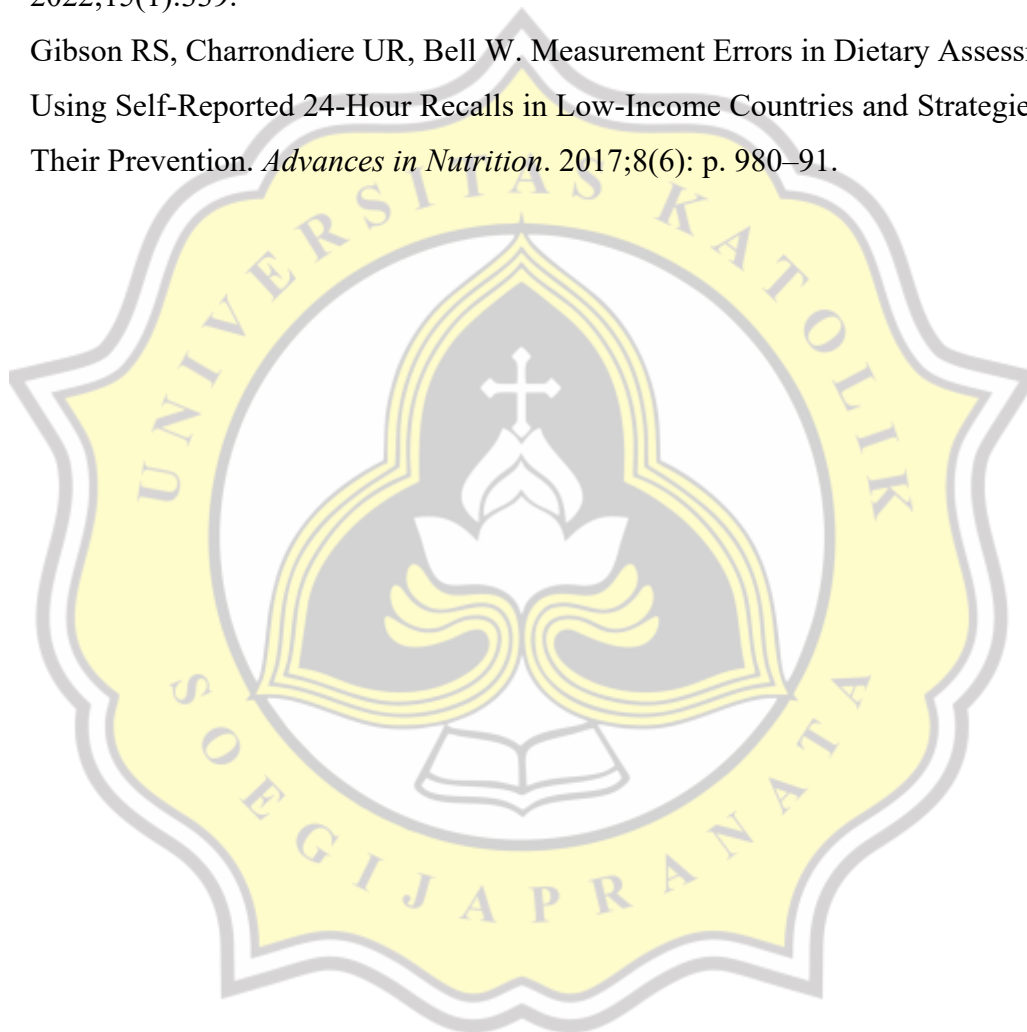 2022;15(1):339.
Gibson RS, Charrondiere UR, Bell W. Measurement Errors in Dietary Assess
Using Self-Reported 24-Hour Recalls in Low-Income Countries and Strategie
Their Prevention. Advances in Nutrition. 2017;8(6): p. 980–91.
UNIVERSITAS KATOLIK
SOEGIJAPRANATA